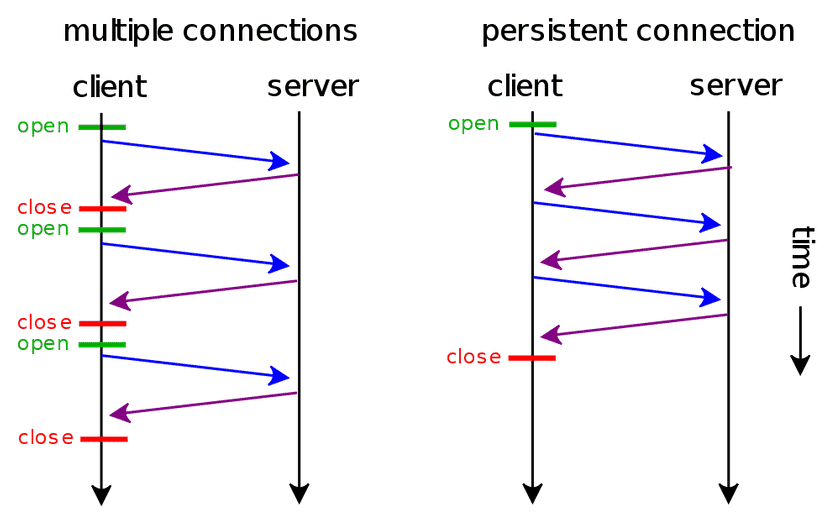 multiple connections
client server
open
close
open
close
open
close
persistent connection
client server
open
close
time